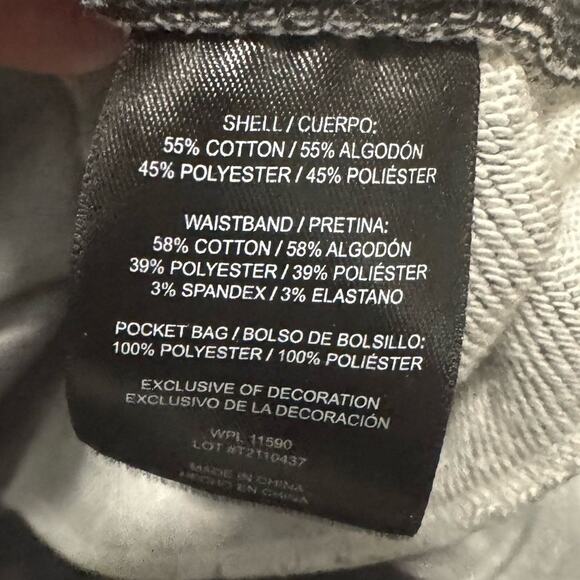 SHELL / CUERPO:
55% COTTON / 55% ALGODÓN
45% POLYESTER / 45% POLIÉSTER
WAISTBAND / PRETINA:
58% COTTON / 58% ALGODÓN
39% POLYESTER / 39% POLIÉSTER
3% SPANDEX / 3% ELASTANO
POCKET BAG / BOLSO DE BOLSILLO:
100% POLYESTER / 100% POLIÉSTER
EXCLUSIVE OF DECORATION
EXCLUSIVO DE LA DECORACIÓN
WPL 11590
LOT #T2110437
MADE IN CHINA
HECHO EN CHINA